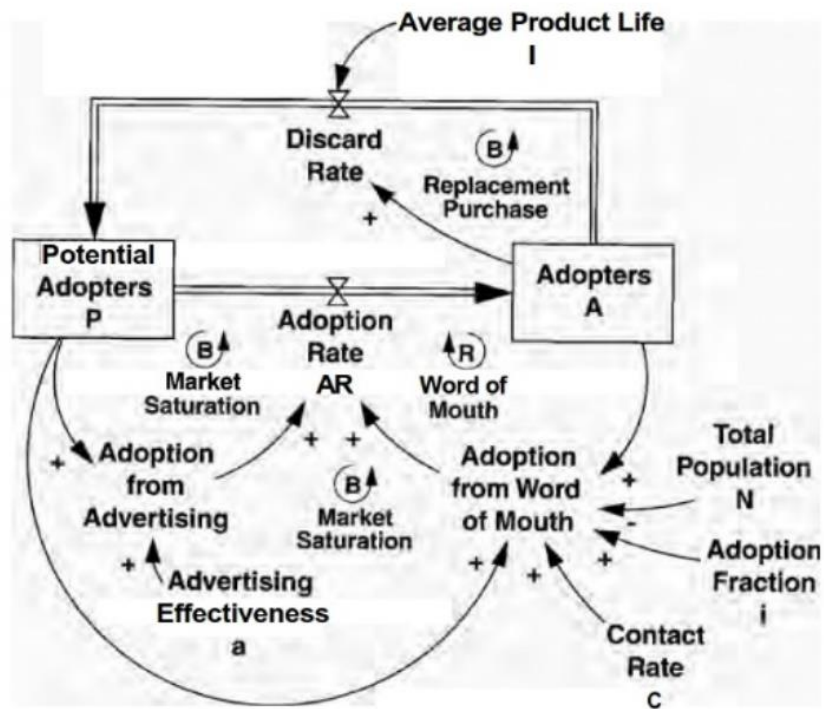 Average Product Life
l
Discard
Rate
B
Replacement
Purchase
+
Potential
Adopters
P
Adopters
A
Adoption
Rate
AR
B
Market
Saturation
R
Word of
Mouth
+
Adoption
from
Advertising
+
+
B
Market
Saturation
Adoption
from Word
of Mouth
+
-
+
+
+
Total
Population
N
Adoption
Fraction
i
+
Advertising
Effectiveness
a
Contact
Rate
C